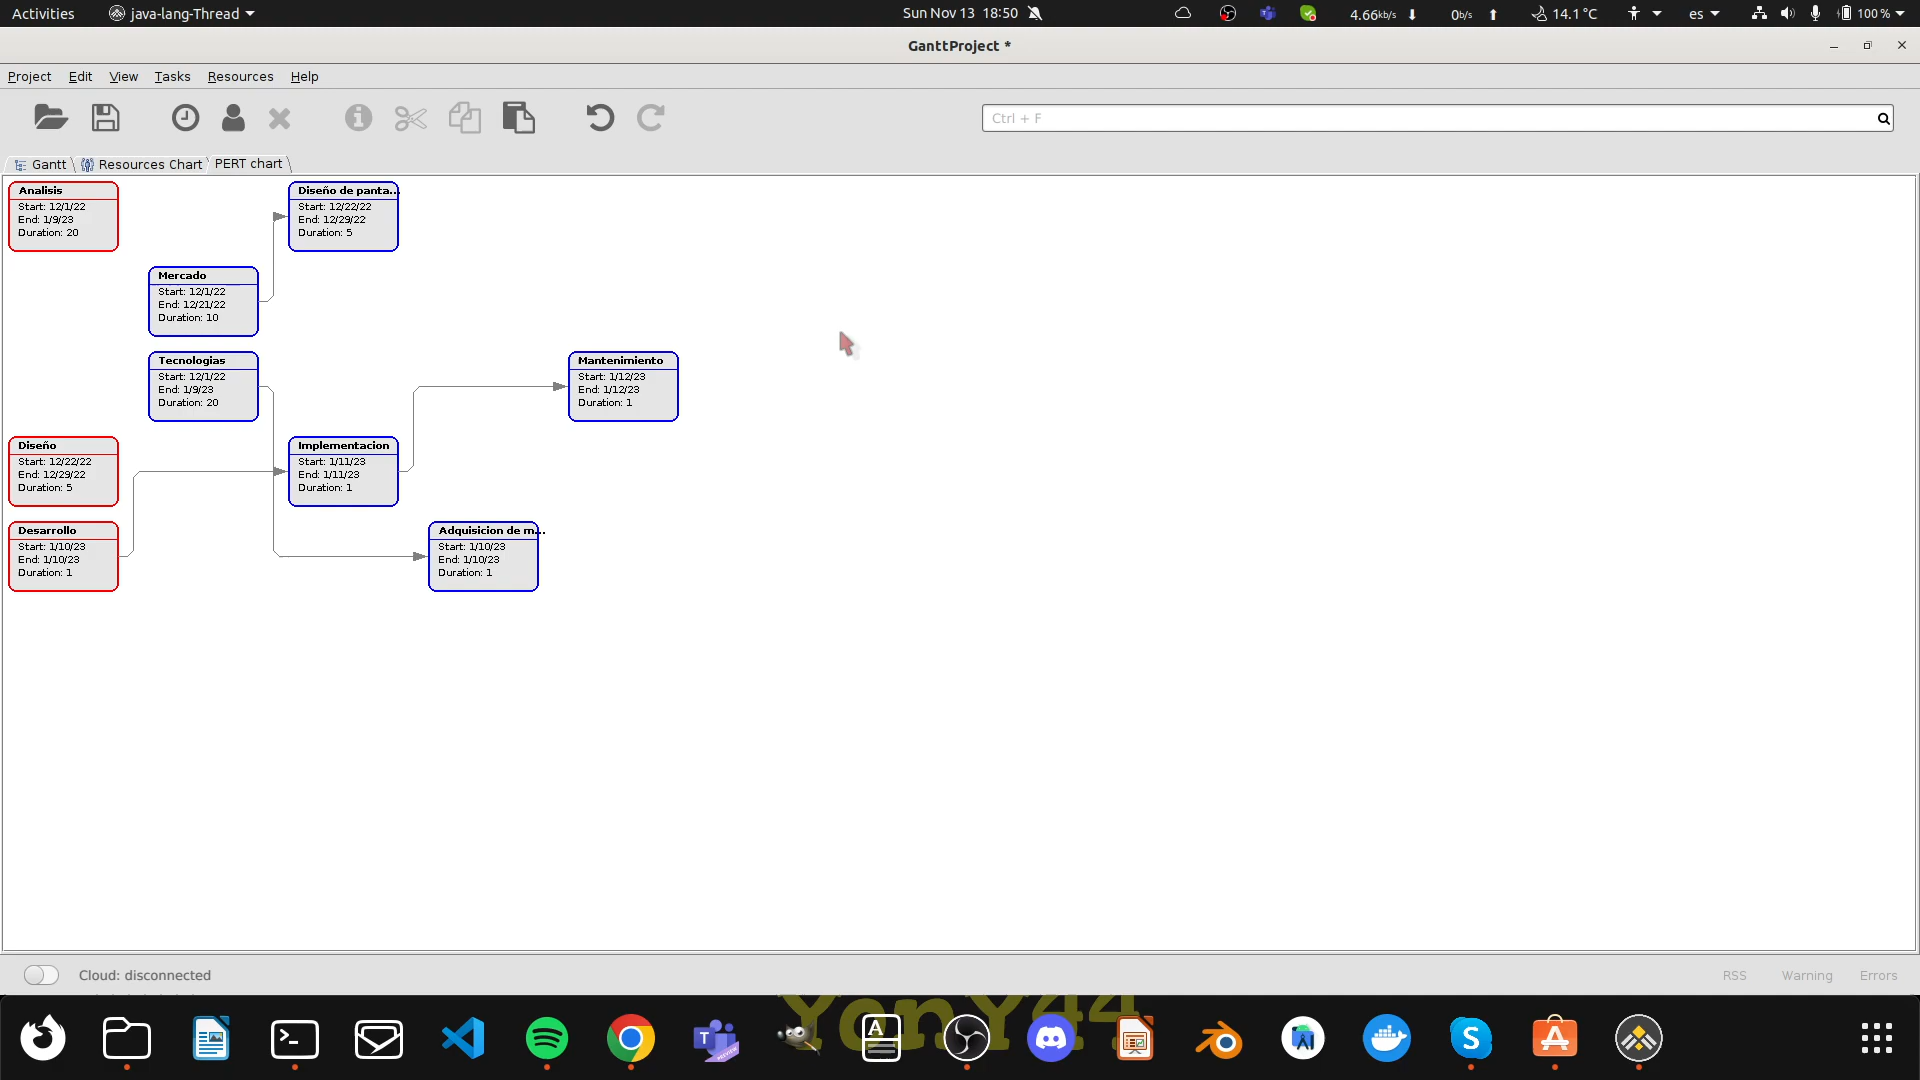 Activities
java-lang-Thread
Sun Nov 13 18:50
4.66kb/s
0b/s
14.1 °C
es
100 %
GanttProject *
Project Edit View Tasks Resources Help
Ctrl + F
Gantt
Resources Chart
PERT chart
Analisis
Start: 12/1/22
End: 1/9/23
Duration: 20
Diseño de panta...
Start: 12/22/22
End: 12/29/22
Duration: 5
Mercado
Start: 12/1/22
End: 12/21/22
Duration: 10
Tecnologias
Start: 12/1/22
End: 1/9/23
Duration: 20
Mantenimiento
Start: 1/12/23
End: 1/12/23
Duration: 1
Diseño
Start: 12/22/22
End: 12/29/22
Duration: 5
Implementacion
Start: 1/11/23
End: 1/11/23
Duration: 1
Desarrollo
Start: 1/10/23
End: 1/10/23
Duration: 1
Adquisicion de m...
Start: 1/10/23
End: 1/10/23
Duration: 1
Cloud: disconnected
RSS
Warning
Errors
YonY44